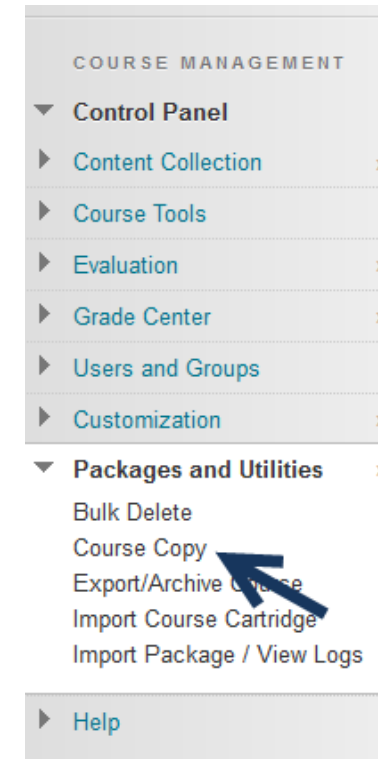 COURSE MANAGEMENT
Control Panel
Content Collection
Course Tools
Evaluation
Grade Center
Users and Groups
Customization
Packages and Utilities
Bulk Delete
Course Copy
Export/Archive Course
Import Course Cartridge
Import Package / View Logs
Help